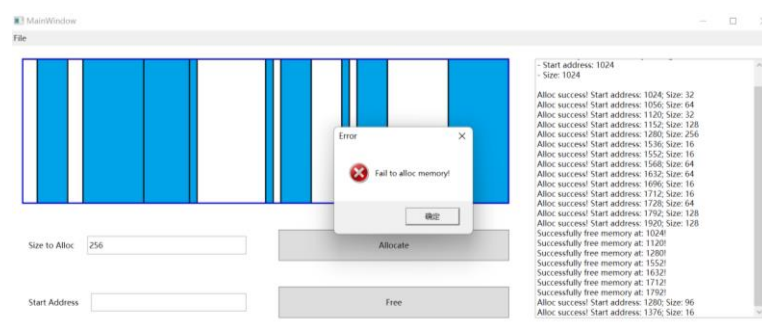 MainWindow
File
- Start address: 1024
- Size: 1024
Alloc success! Start address: 1024; Size: 32
Alloc success! Start address: 1056; Size: 64
Alloc success! Start address: 1120; Size: 32
Alloc success! Start address: 1152; Size: 128
Alloc success! Start address: 1280; Size: 256
Alloc success! Start address: 1536; Size: 16
Alloc success! Start address: 1552; Size: 16
Alloc success! Start address: 1568; Size: 64
Alloc success! Start address: 1632; Size: 64
Alloc success! Start address: 1696; Size: 16
Alloc success! Start address: 1712; Size: 16
Alloc success! Start address: 1728; Size: 64
Alloc success! Start address: 1792; Size: 128
Alloc success! Start address: 1920; Size: 128
Successfully free memory at: 1024!
Successfully free memory at: 1120!
Successfully free memory at: 1280!
Successfully free memory at: 1552!
Successfully free memory at: 1632!
Successfully free memory at: 1712!
Successfully free memory at: 1792!
Alloc success! Start address: 1280; Size: 96
Alloc success! Start address: 1376; Size: 16
Error
Fail to alloc memory!
确定
Size to Alloc
256
Allocate
Start Address
Free